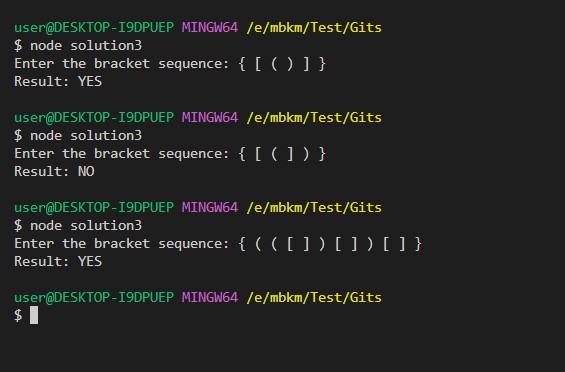 user@DESKTOP-I9DPUEP MINGW64 /e/mbkm/Test/Gits
$ node solution3
Enter the bracket sequence: { [ ( ) ] }
Result: YES
user@DESKTOP-I9DPUEP MINGW64 /e/mbkm/Test/Gits
$ node solution3
Enter the bracket sequence: { [ ( ] ) }
Result: NO
user@DESKTOP-I9DPUEP MINGW64 /e/mbkm/Test/Gits
$ node solution3
Enter the bracket sequence: { ( ( [ ] ) [ ] ) [ ] }
Result: YES
user@DESKTOP-I9DPUEP MINGW64 /e/mbkm/Test/Gits
$